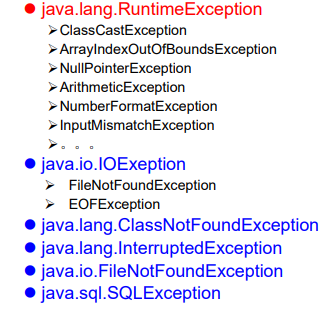 java.lang.RuntimeException
ClassCastException
ArrayIndexOutOfBoundsException
NullPointerException
ArithmeticException
NumberFormatException
InputMismatchException
。。。
java.io.IOExeption
FileNotFoundException
EOFException
java.lang.ClassNotFoundException
java.lang.InterruptedException
java.io.FileNotFoundException
java.sql.SQLException